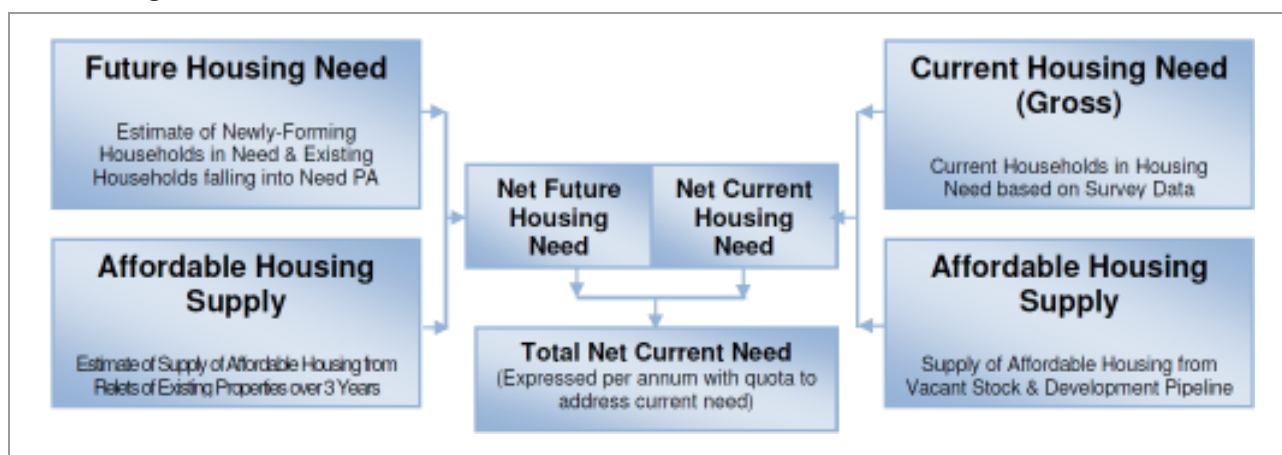 Future Housing Need
Estimate of Newly-Forming
Households in Need & Existing
Households falling into Need PA
Affordable Housing
Supply
Estimate of Supply of Affordable Housing from
Relets of Existing Properties over 3 Years
Net Future
Housing
Need
Net Current
Housing
Need
Total Net Current Need
(Expressed per annum with quota to
address current need)
Current Housing Need
(Gross)
Current Households in Housing
Need based on Survey Data
Affordable Housing
Supply
Supply of Affordable Housing from
Vacant Stock & Development Pipeline